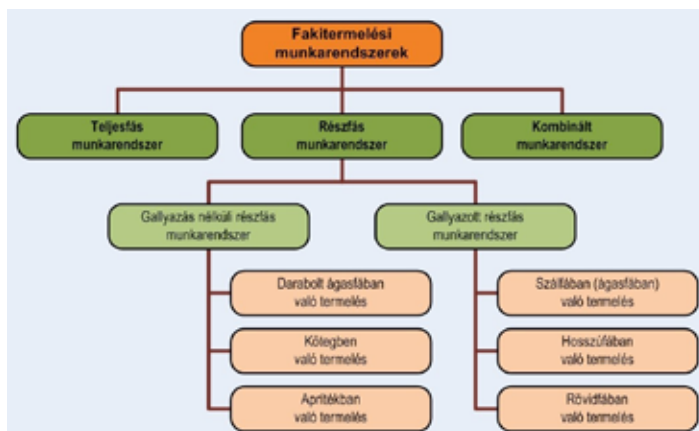 Fakitermelési
munkarendszerek
Teljesfás
munkarendszer
Részfás
munkarendszer
Kombinált
munkarendszer
Gallyazás nélküli részfás
munkarendszer
Gallyazott részfás
munkarendszer
Darabolt ágasfában
való termelés
Kötegben
való termelés
Aprítékban
való termelés
Szálfában (ágasfában)
való termelés
Hosszúfában
való termelés
Rövidfában
való termelés